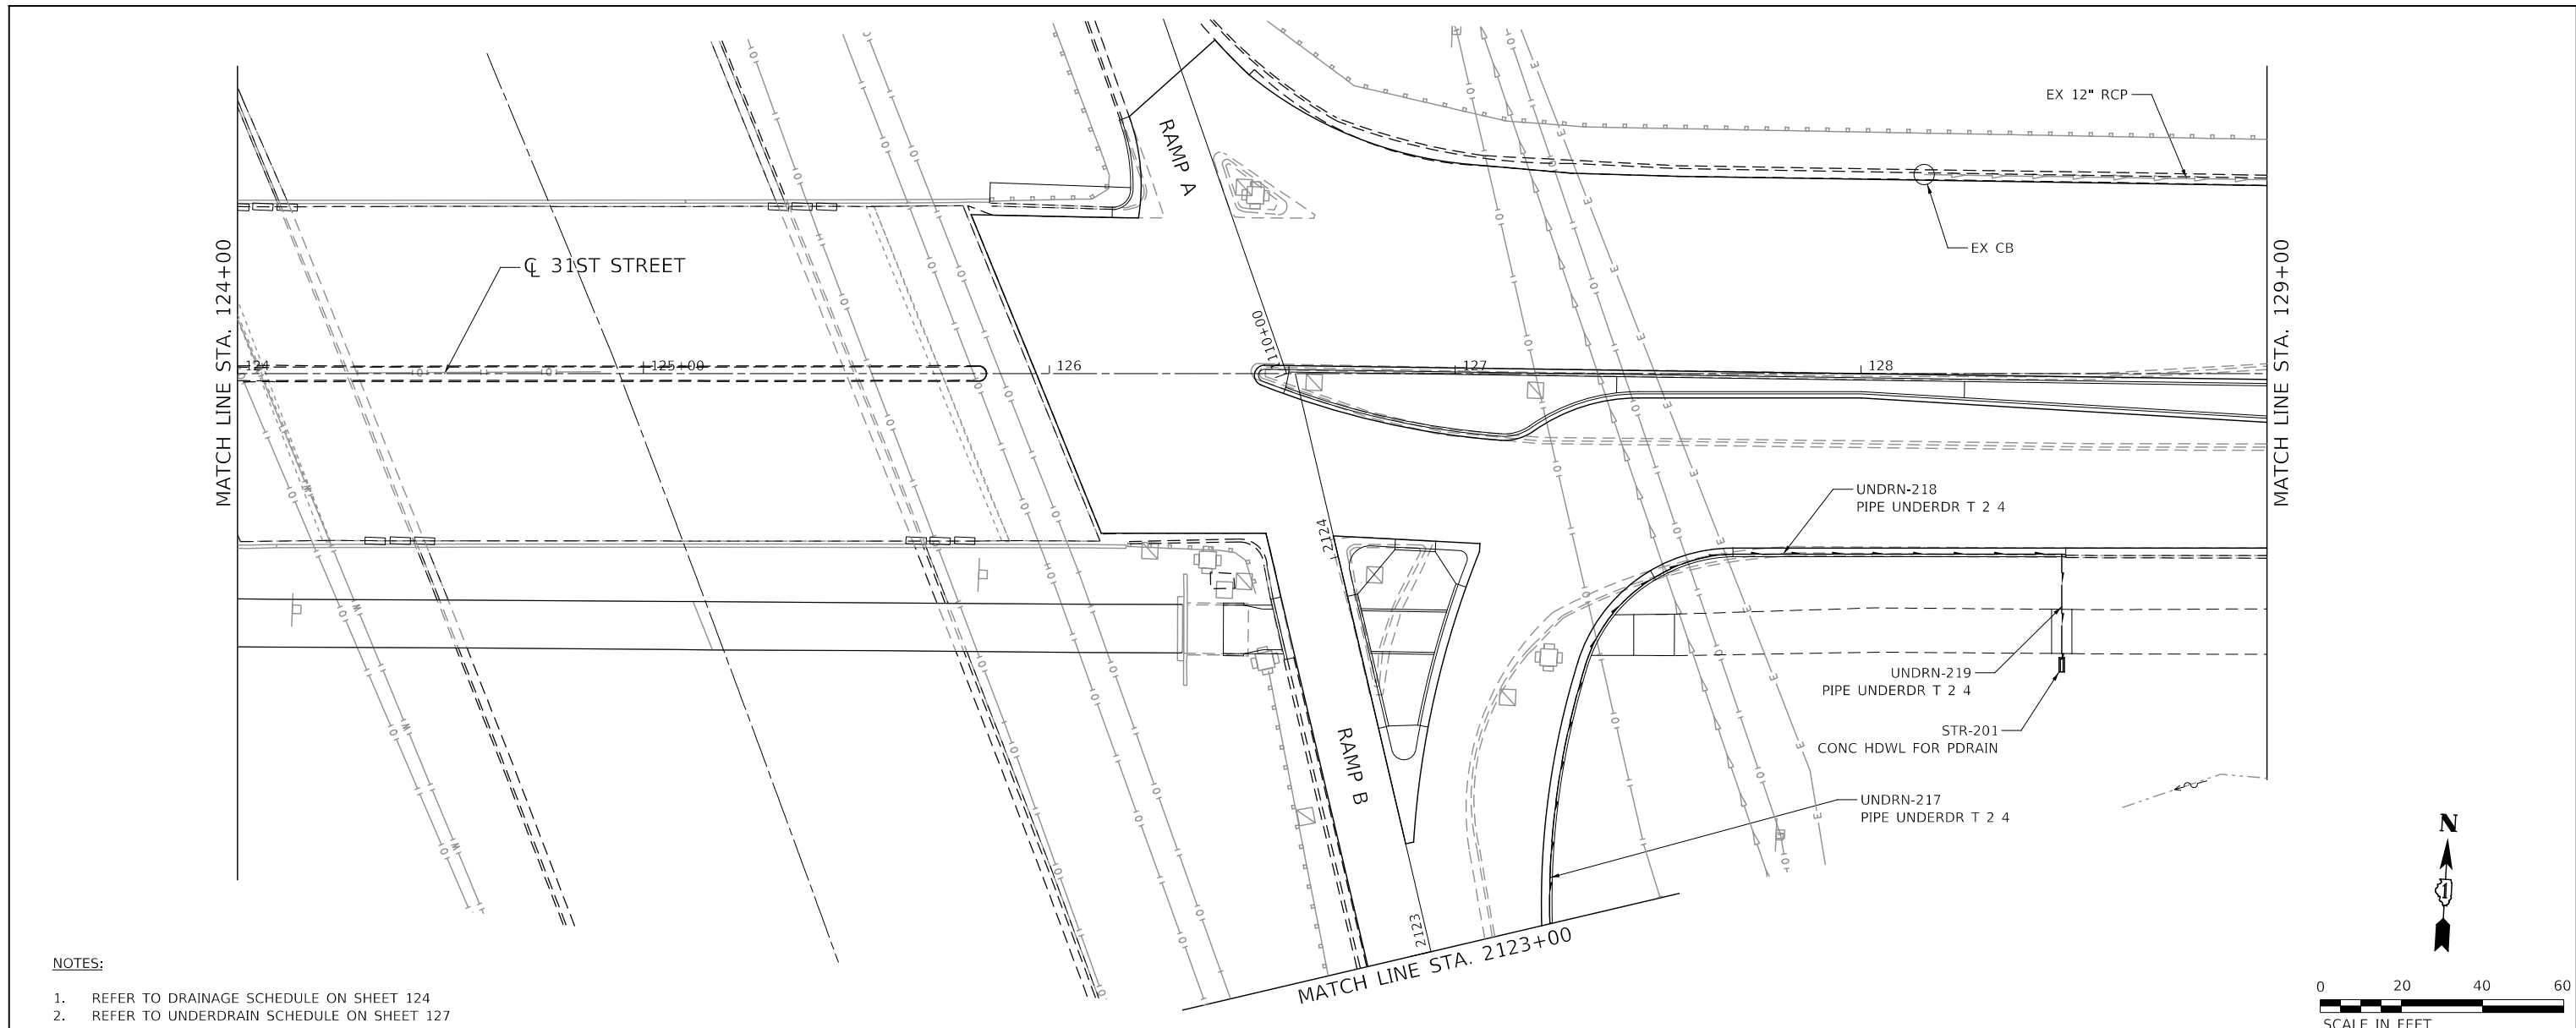 EX 12" RCP
RAMP A
EX CB
MATCH LINE STA. 124+00
℄ 31ST STREET
MATCH LINE STA. 129+00
110+00
124
125+00
126
127
128
UNDRN-218
PIPE UNDERDR T 2 4
2124
UNDRN-219
PIPE UNDERDR T 2 4
STR-201
CONC HDWL FOR PDRAIN
RAMP B
UNDRN-217
PIPE UNDERDR T 2 4
2123
MATCH LINE STA. 2123+00
N
1
NOTES:
1. REFER TO DRAINAGE SCHEDULE ON SHEET 124
2. REFER TO UNDERDRAIN SCHEDULE ON SHEET 127
0 20 40 60
SCALE IN FEET